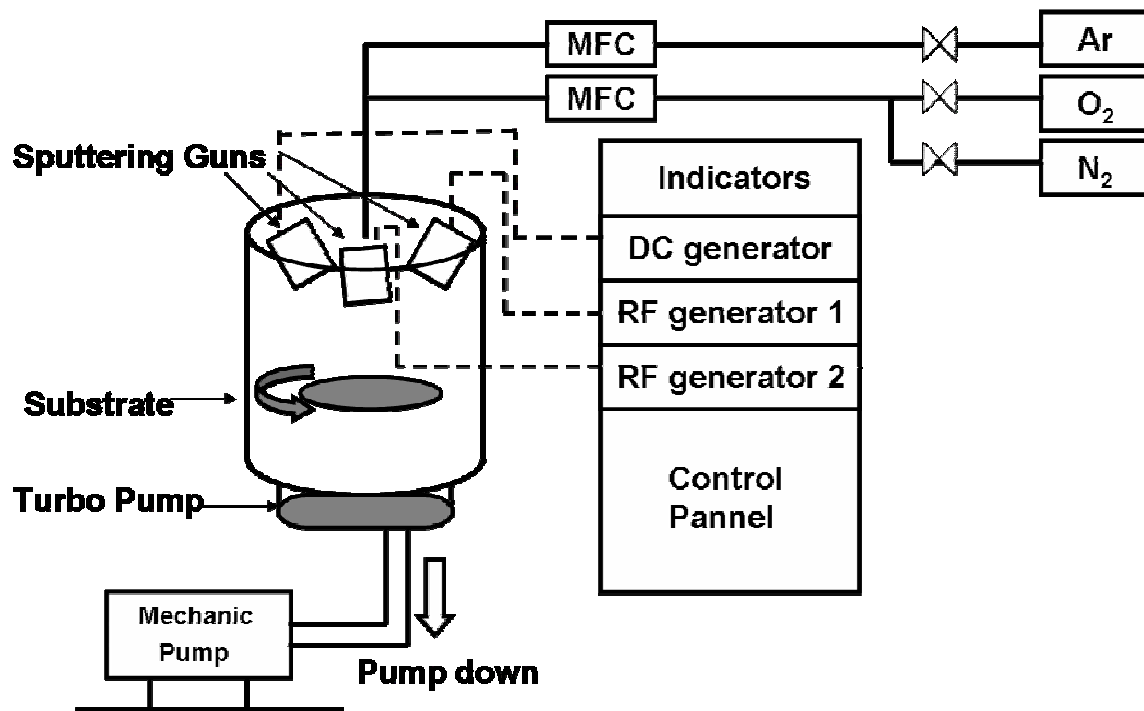 MFC
Ar
MFC
O₂
N₂
Sputtering Guns
Indicators
DC generator
RF generator 1
RF generator 2
Control
Pannel
Substrate
Turbo Pump
Mechanic
Pump
Pump down